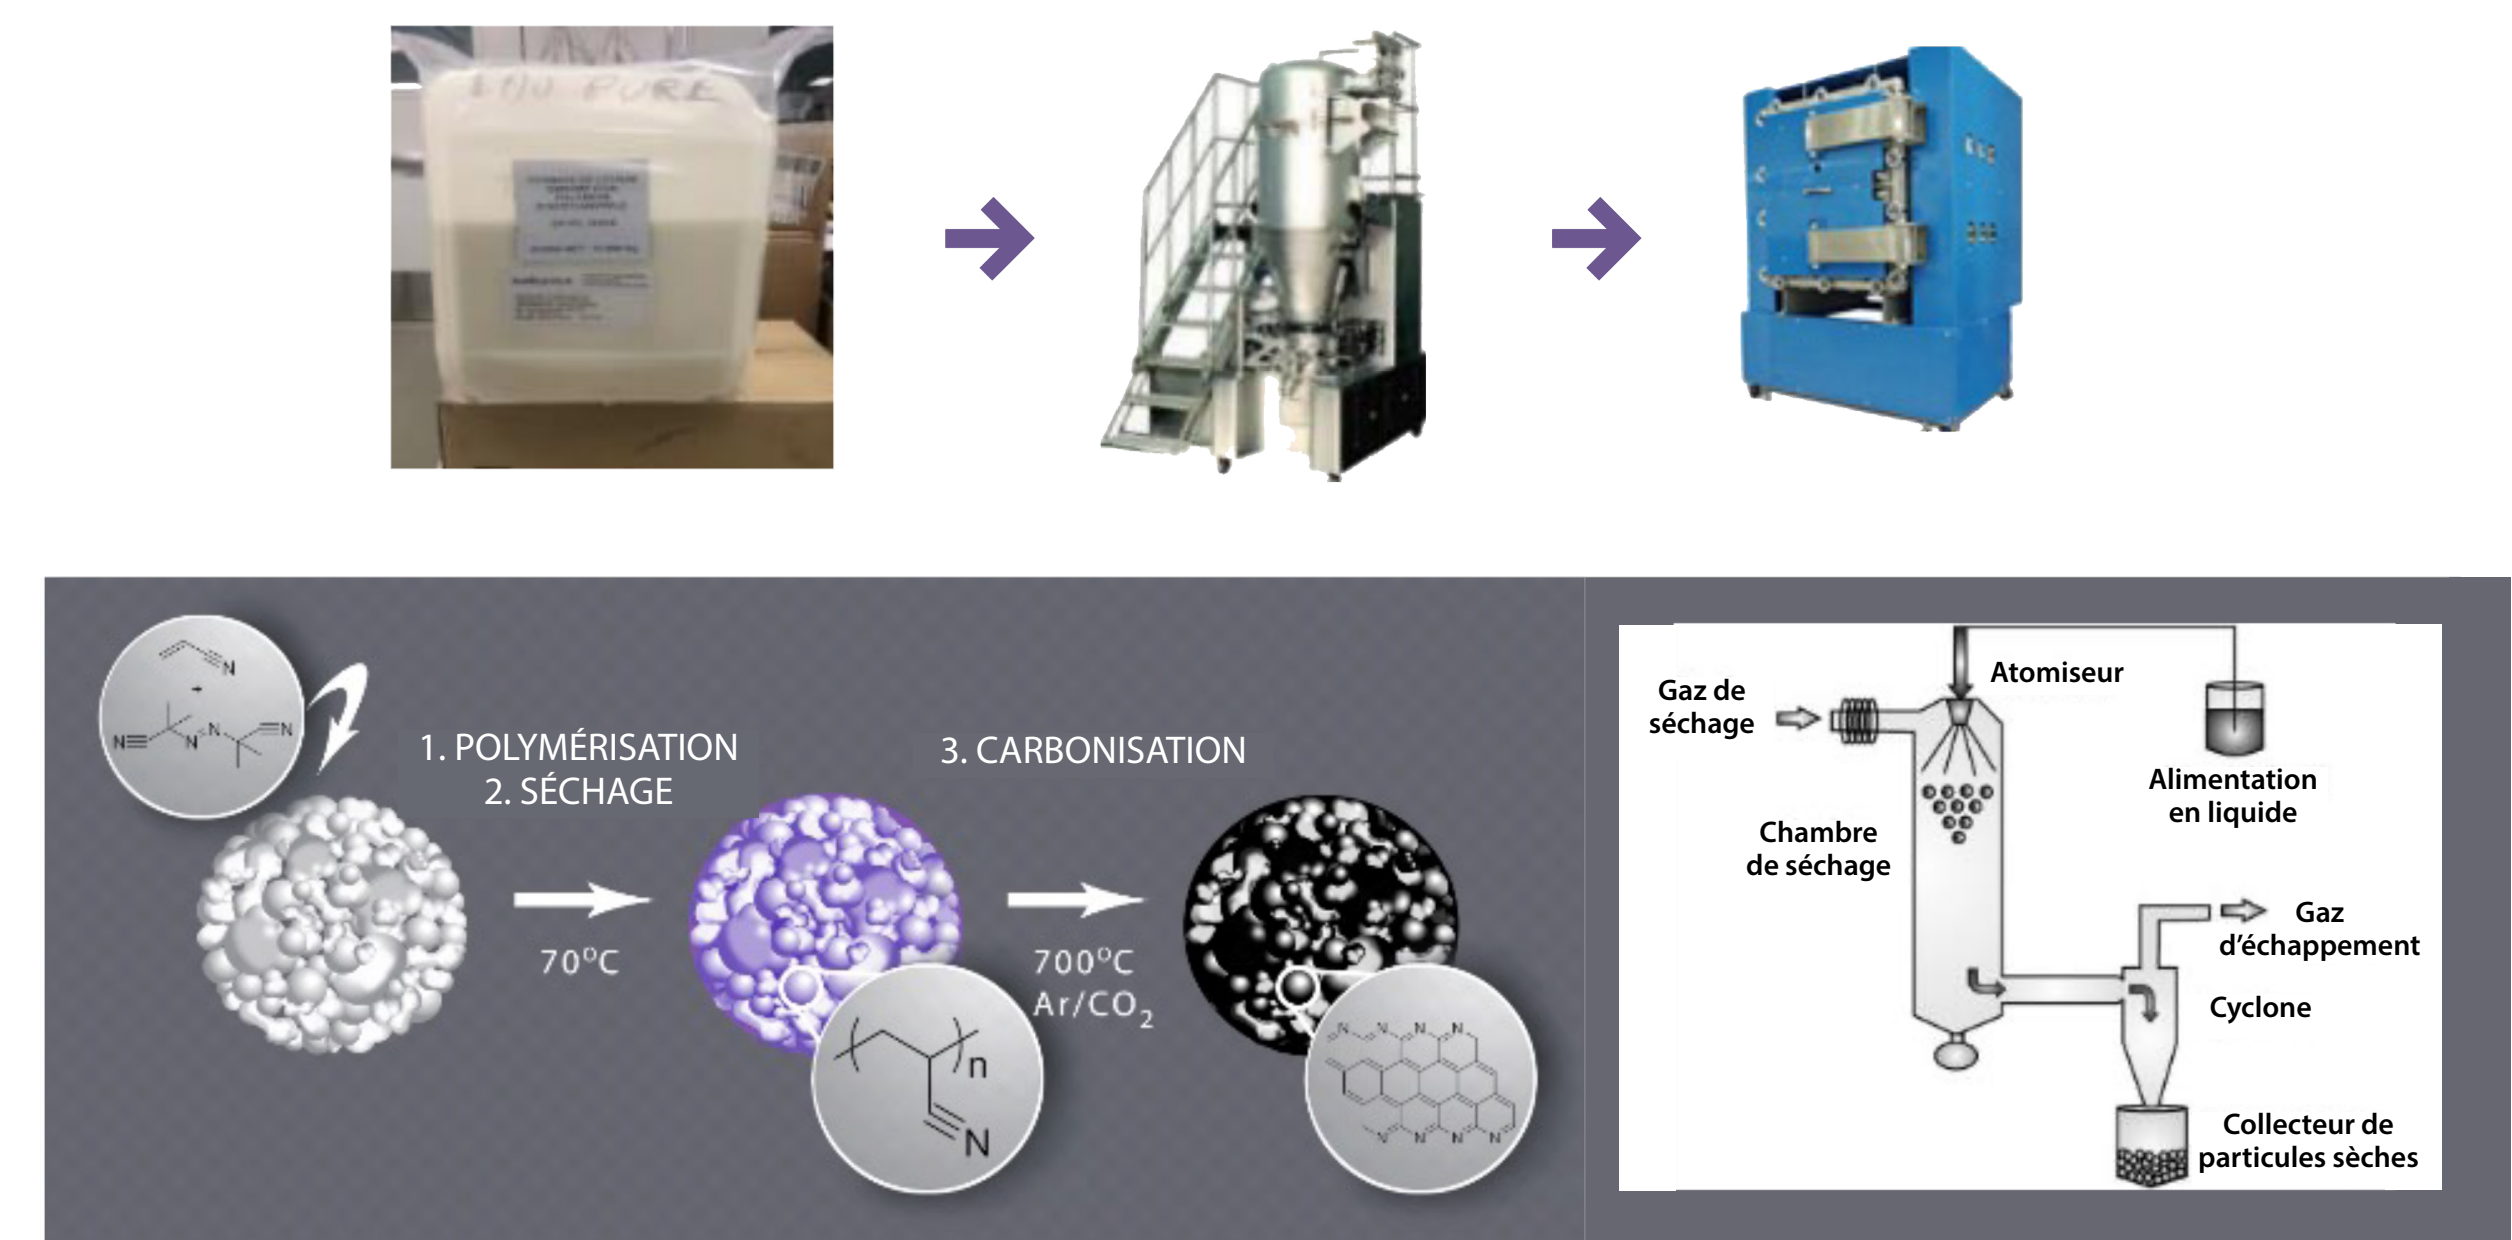 PURE
1. POLYMÉRISATION
2. SÉCHAGE
70°C
3. CARBONISATION
700°C
Ar/CO₂
N
+
N
N
N
N
n
N
N
N
N
N
N
N
N
N
N
Gaz de
séchage
Atomiseur
Alimentation
en liquide
Chambre
de séchage
Gaz
d'échappement
Cyclone
Collecteur de
particules sèches